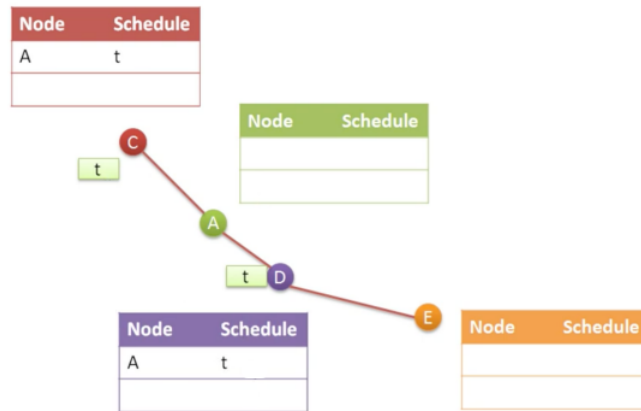 Node Schedule
A t
Node Schedule
C
t
A
t D
E
Node Schedule
A t
Node Schedule